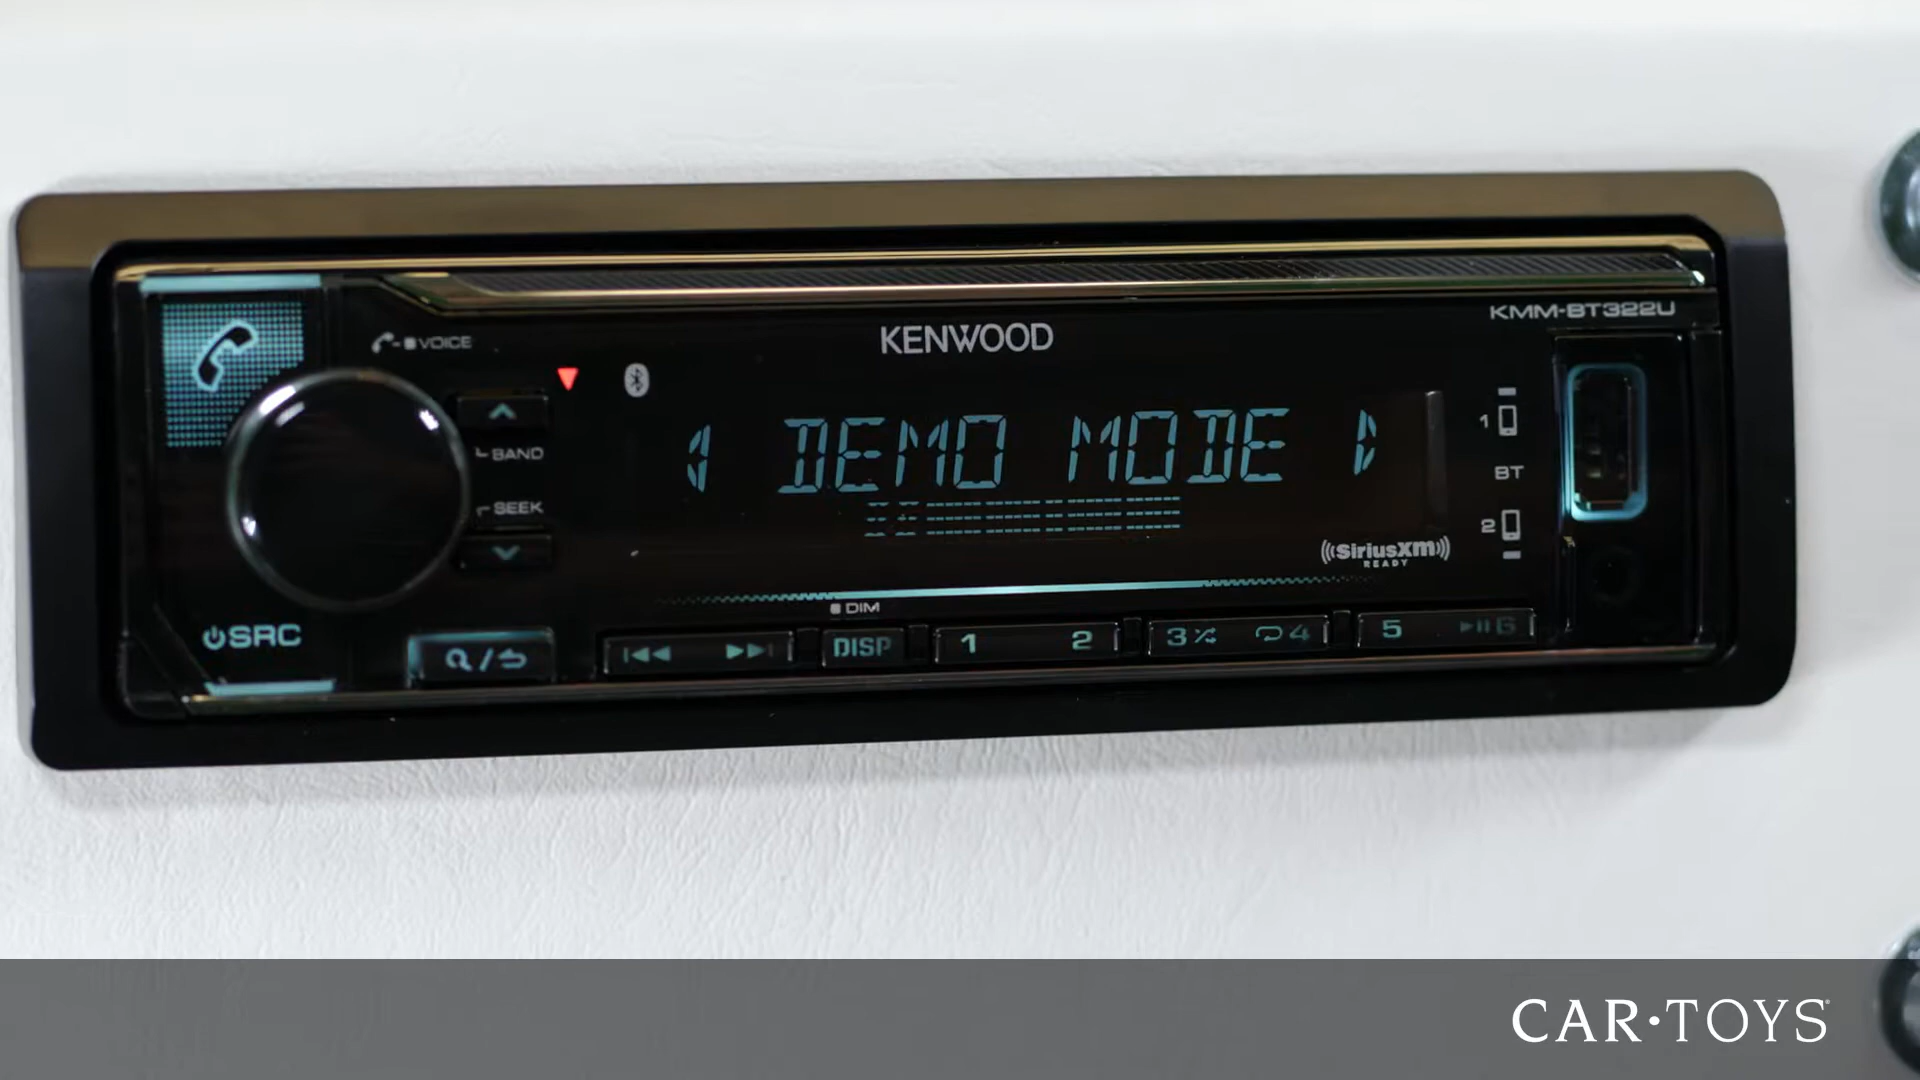 KMM-BT322U
KENWOOD
VOICE
DEMO MODE
BAND
SEEK
1
BT
2
((SiriusXM))
READY
DIM
SRC
Q / DISP 1 2 3 4 5 6
CAR·TOYS